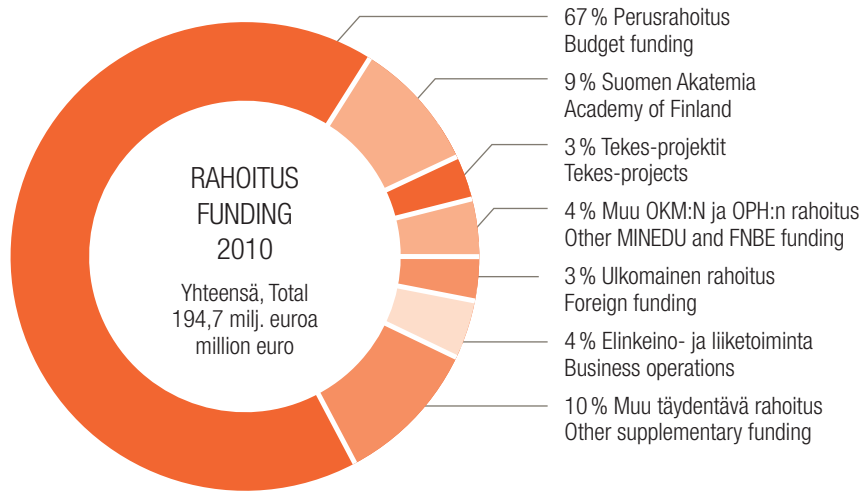 RAHOITUS
FUNDING
2010
Yhteensä, Total
194,7 milj. euroa
million euro
67 % Perusrahoitus
Budget funding
9 % Suomen Akatemia
Academy of Finland
3 % Tekes-projektit
Tekes-projects
4 % Muu OKM:N ja OPH:n rahoitus
Other MINEDU and FNBE funding
3 % Ulkomainen rahoitus
Foreign funding
4 % Elinkeino- ja liiketoiminta
Business operations
10 % Muu täydentävä rahoitus
Other supplementary funding